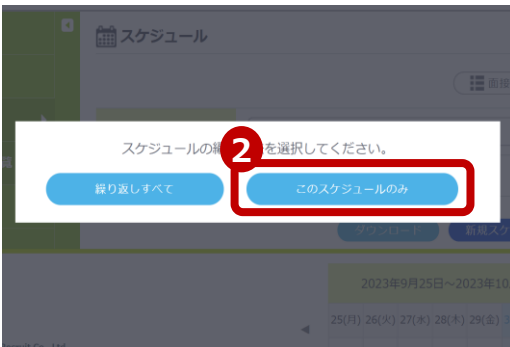 スケジュール
面接
スケジュールの
を選択してください。
2
繰り返しすべて
このスケジュールのみ
ダウンロード
新規スケ
2023年9月25日～2023年10
25(月) 26(火) 27(水) 28(木) 29(金)